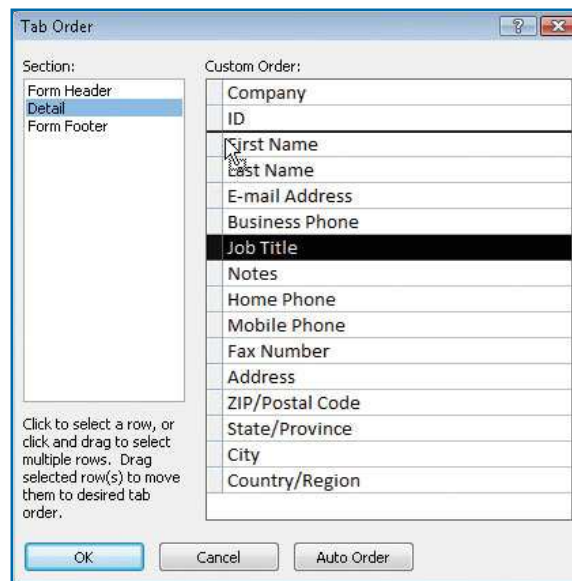 Tab Order
Section:
Form Header
Detail
Form Footer
Custom Order:
Company
ID
First Name
Last Name
E-mail Address
Business Phone
Job Title
Notes
Home Phone
Mobile Phone
Fax Number
Address
ZIP/Postal Code
State/Province
City
Country/Region
Click to select a row, or
click and drag to select
multiple rows. Drag
selected row(s) to move
them to desired tab
order.
OK
Cancel
Auto Order